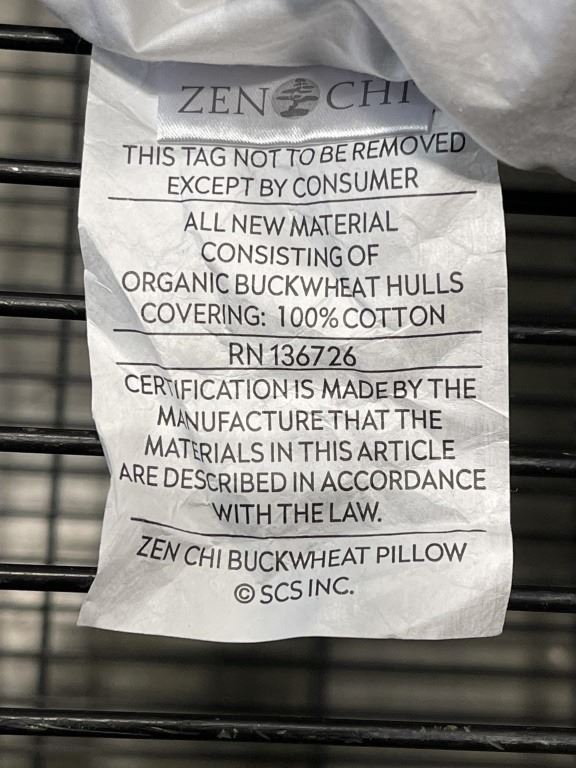 ZEN CHI
THIS TAG NOT TO BE REMOVED
EXCEPT BY CONSUMER
ALL NEW MATERIAL
CONSISTING OF
ORGANIC BUCKWHEAT HULLS
COVERING: 100% COTTON
RN 136726
CERTIFICATION IS MADE BY THE
MANUFACTURE THAT THE
MATERIALS IN THIS ARTICLE
ARE DESCRIBED IN ACCORDANCE
WITH THE LAW.
ZEN CHI BUCKWHEAT PILLOW
© SCS INC.